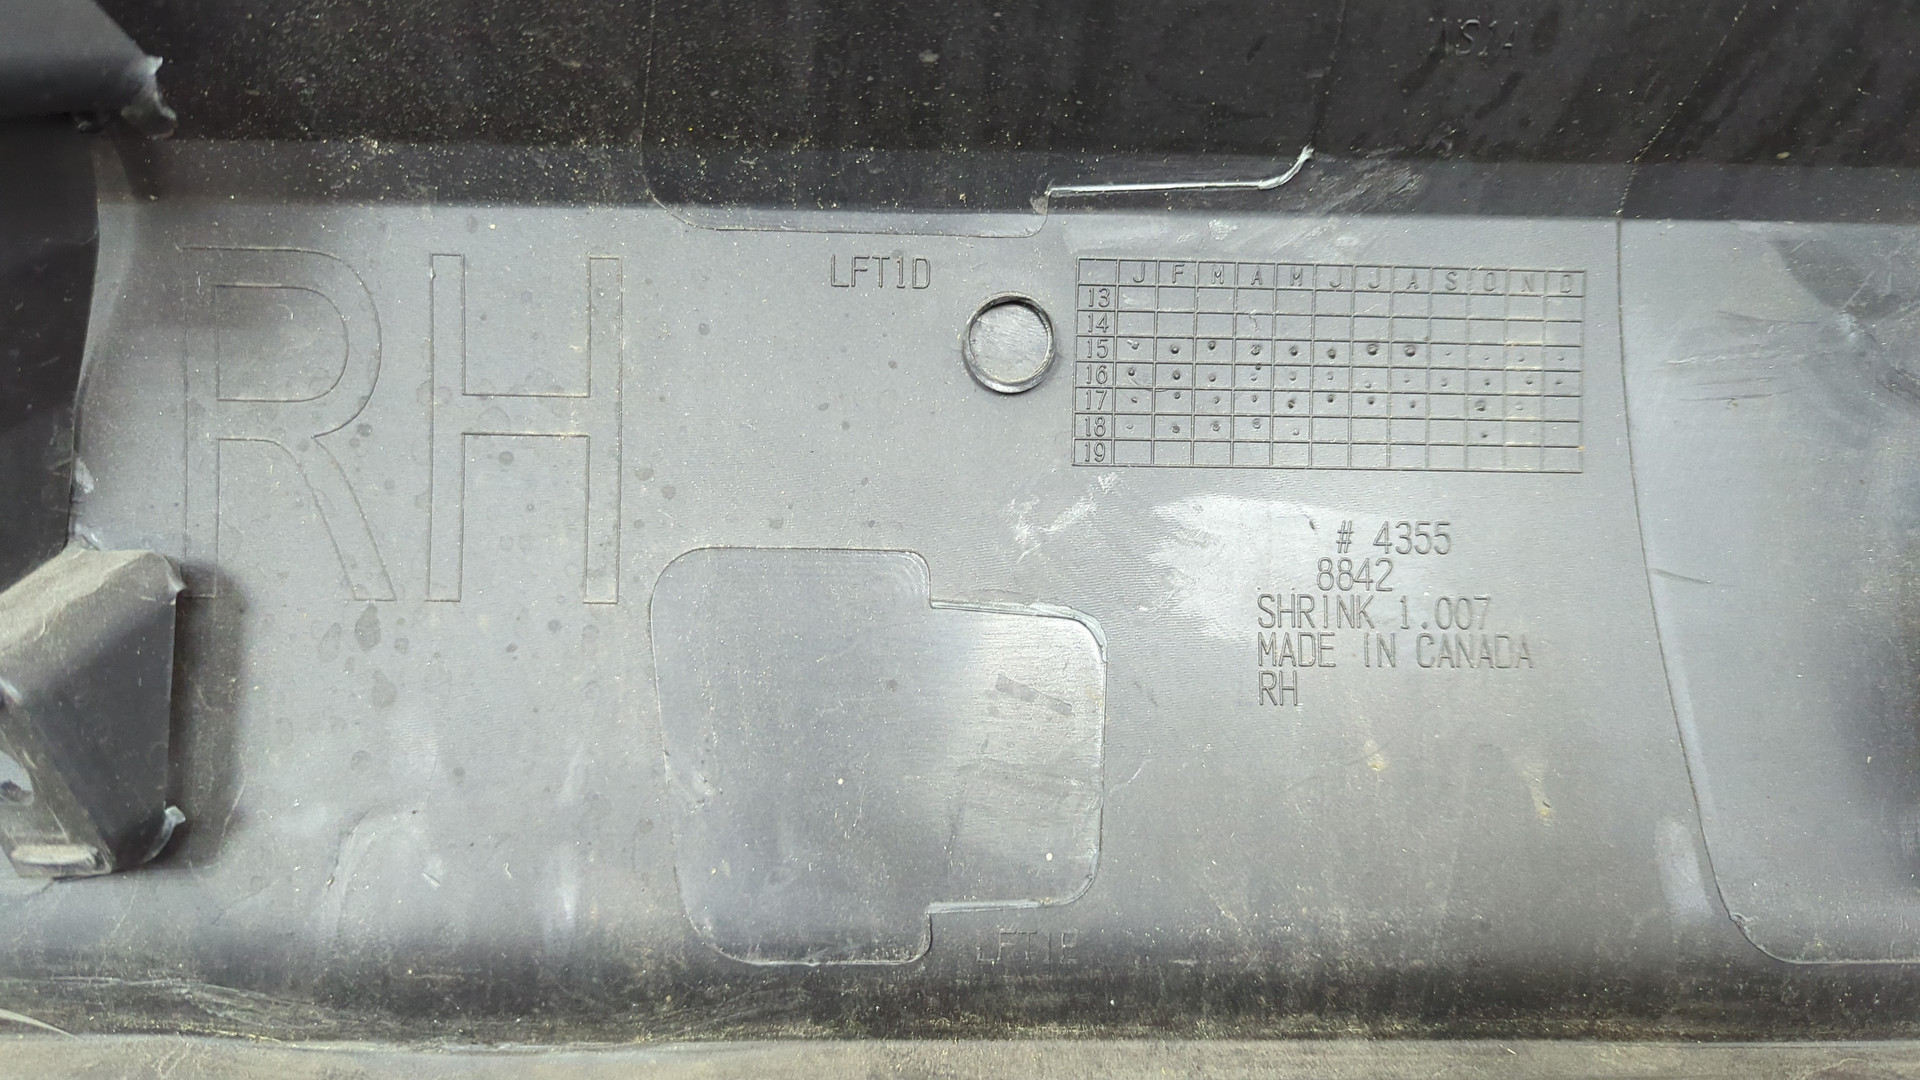 RH
LFT1D
J F M A M J J A S O N D
13
14
15
16
17
18
19
# 4355
8842
SHRINK 1.007
MADE IN CANADA
RH